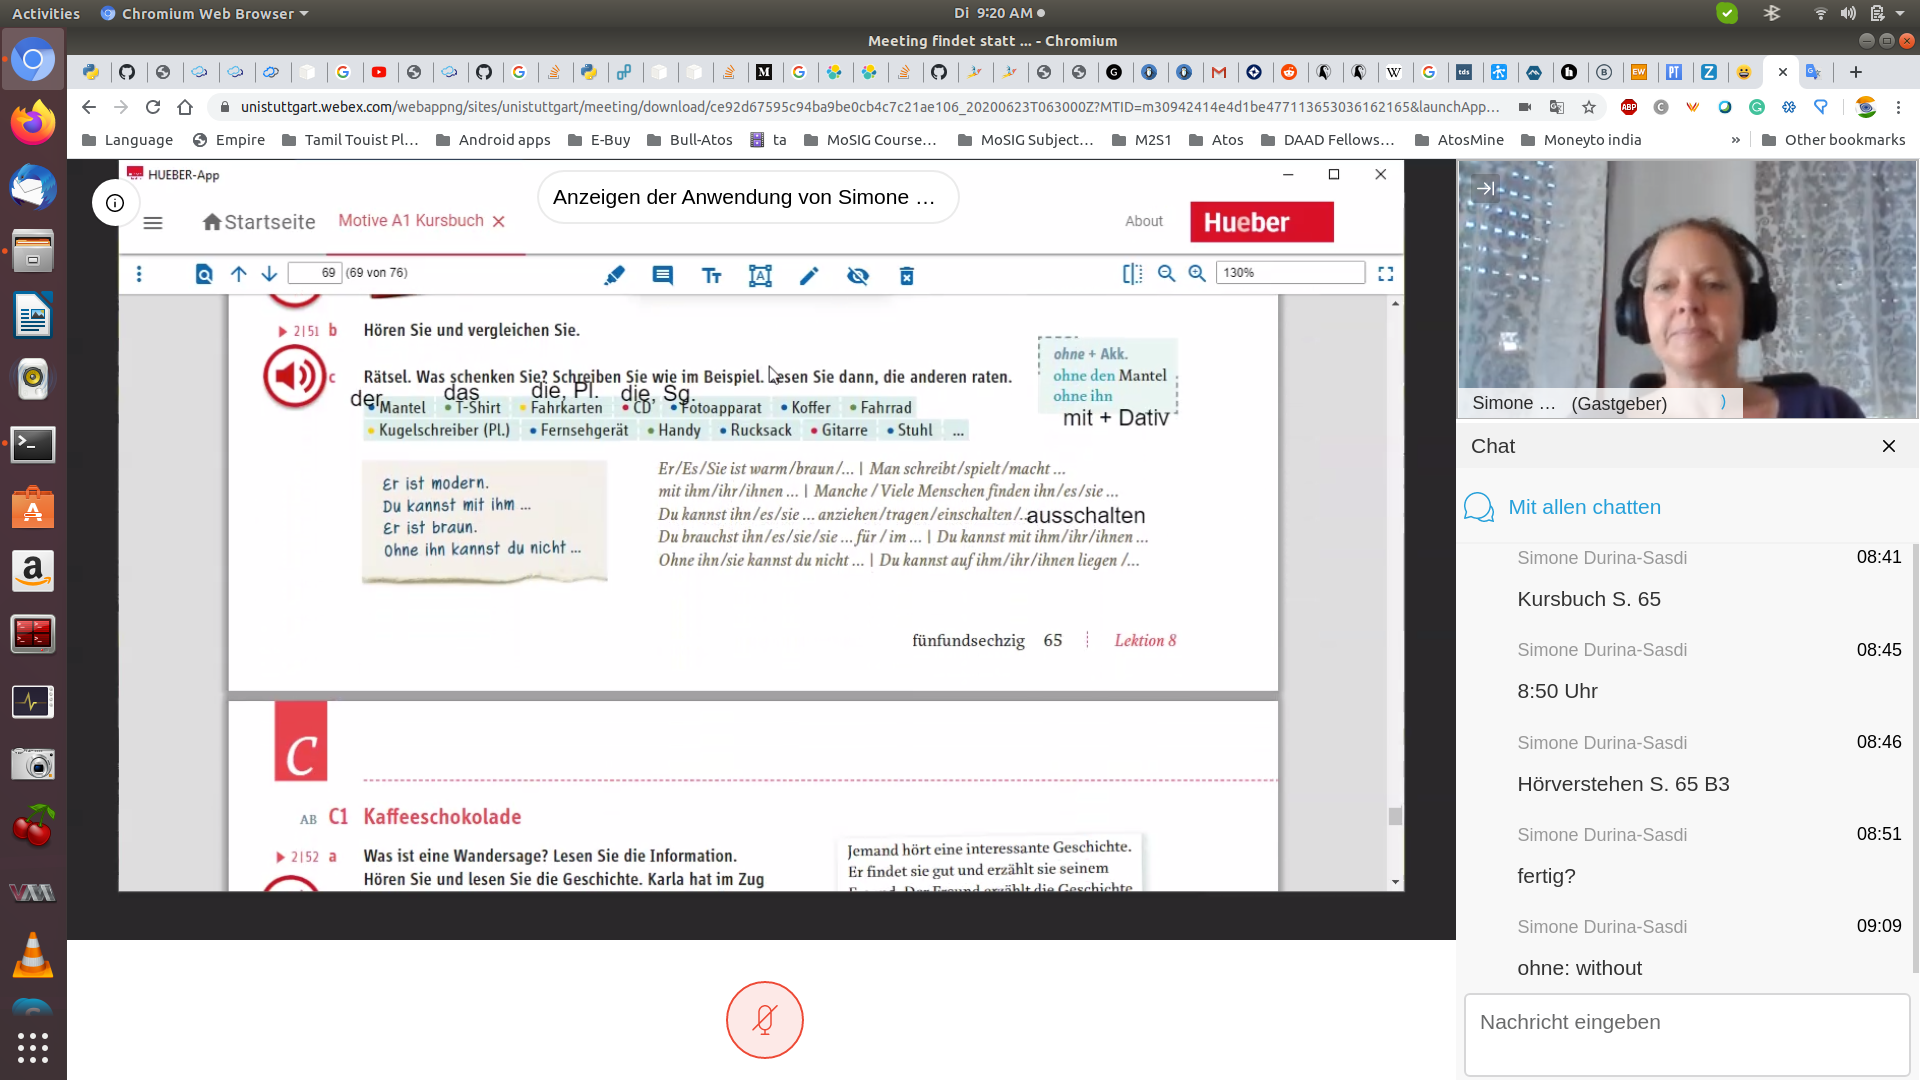 Activities
Chromium Web Browser
Di 9:20 AM
Meeting findet statt ... - Chromium
unistuttgart.webex.com/webappng/sites/unistuttgart/meeting/download/ce92d67595c94ba9be0cb4c7c21ae106_20200623T063000Z?MTID=m30942414e4d1be477113653036162165&launchApp...
Language
Empire
Tamil Touist Pl...
Android apps
E-Buy
Bull-Atos
ta
MoSIG Course...
MoSIG Subject...
M2S1
Atos
DAAD Fellows...
AtosMine
Moneyto india
»
Other bookmarks
HUEBER-App
Anzeigen der Anwendung von Simone ...
Startseite
Motive A1 Kursbuch
About
Hueber
69 (69 von 76)
130%
2|51 b Hören Sie und vergleichen Sie.
c Rätsel. Was schenken Sie? Schreiben Sie wie im Beispiel. Lesen Sie dann, die anderen raten.
der das die, Pl. die, Sg.
• Mantel • T-Shirt • Fahrkarten • CD • Fotoapparat • Koffer • Fahrrad
• Kugelschreiber (Pl.) • Fernsehgerät • Handy • Rucksack • Gitarre • Stuhl ...
ohne + Akk.
ohne den Mantel
ohne ihn
mit + Dativ
Er ist modern.
Du kannst mit ihm ...
Er ist braun.
Ohne ihn kannst du nicht ...
Er/Es/Sie ist warm/braun/... | Man schreibt/spielt/macht ...
mit ihm/ihr/ihnen ... | Manche / Viele Menschen finden ihn/es/sie ...
Du kannst ihn/es/sie ... anziehen/tragen/einschalten/...
ausschalten
Du brauchst ihn/es/sie/sie ... für / im ... | Du kannst mit ihm/ihr/ihnen ...
Ohne ihn/sie kannst du nicht ... | Du kannst auf ihm/ihr/ihnen liegen /...
fünfundsechzig 65 Lektion 8
C
AB C1 Kaffeeschokolade
2|52 a Was ist eine Wandersage? Lesen Sie die Information.
Hören Sie und lesen Sie die Geschichte. Karla hat im Zug
Jemand hört eine interessante Geschichte.
Er findet sie gut und erzählt sie seinem
Freund. Der Freund erzählt die Geschichte
Simone ... (Gastgeber)
Chat
Mit allen chatten
Simone Durina-Sasdi 08:41
Kursbuch S. 65
Simone Durina-Sasdi 08:45
8:50 Uhr
Simone Durina-Sasdi 08:46
Hörverstehen S. 65 B3
Simone Durina-Sasdi 08:51
fertig?
Simone Durina-Sasdi 09:09
ohne: without
Nachricht eingeben